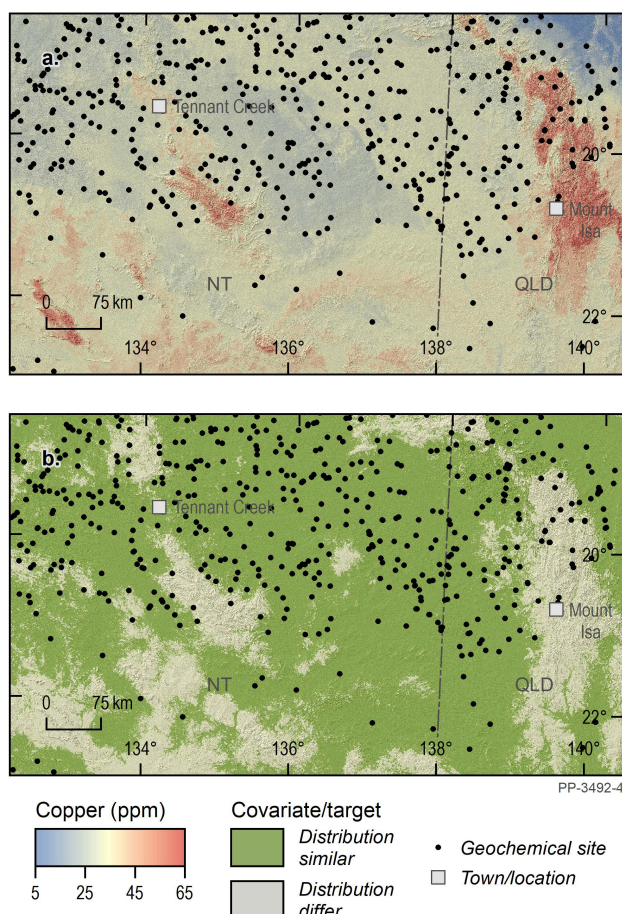 a.
Tennant Creek
20°
Mount
Isa
NT
QLD
0 75 km
22°
134° 136° 138° 140°
b.
Tennant Creek
20°
Mount
Isa
NT
QLD
0 75 km
22°
134° 136° 138° 140°
PP-3492-4
Copper (ppm)
5 25 45 65
Covariate/target
Distribution
similar
Distribution
differ
Geochemical site
Town/location